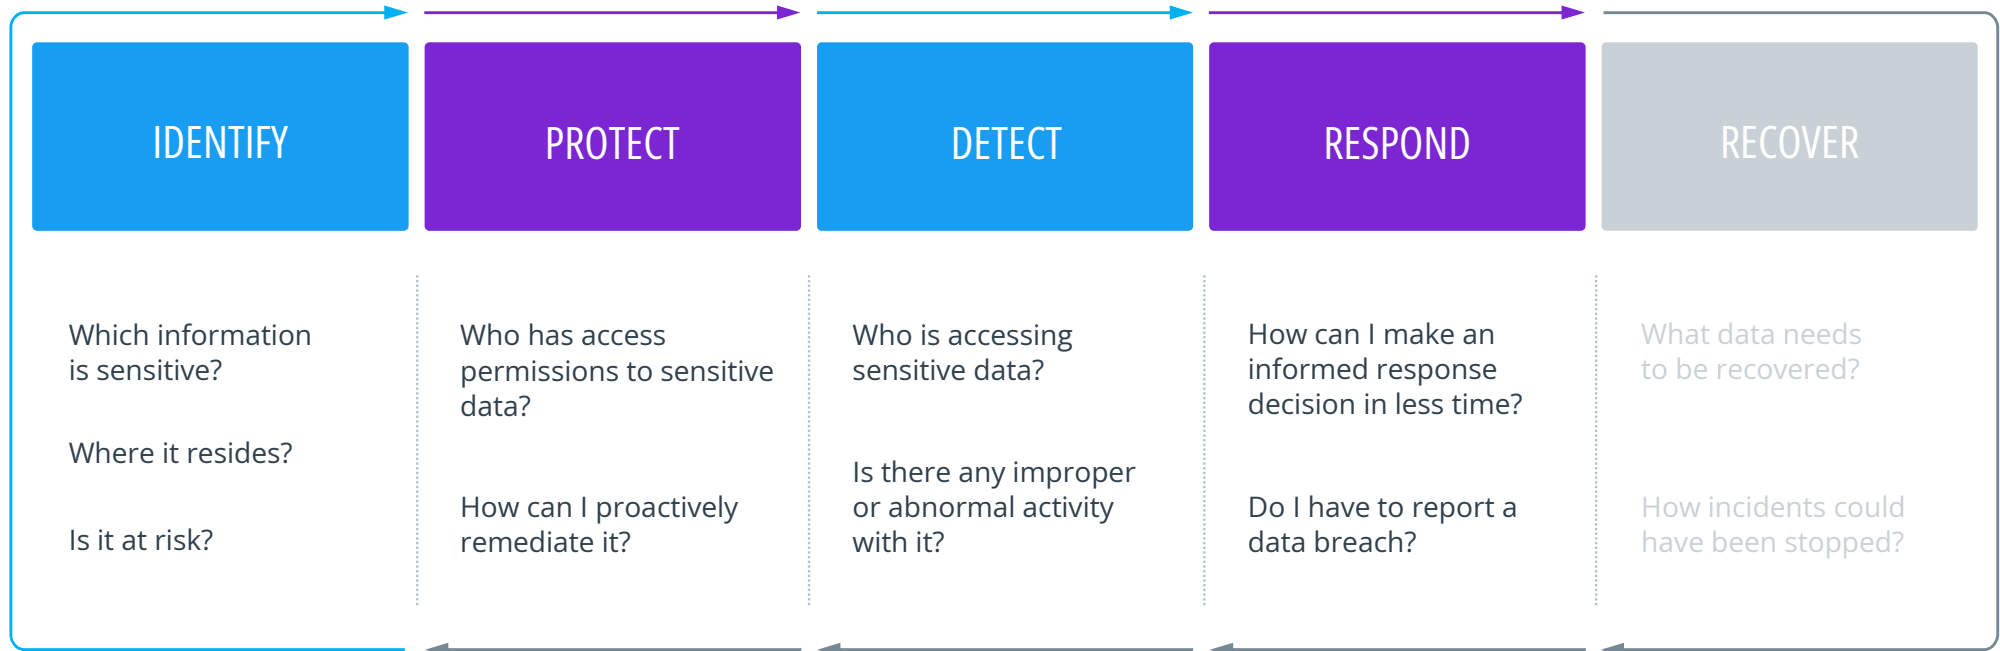 IDENTIFY
PROTECT
DETECT
RESPOND
RECOVER
Which information
is sensitive?
Where it resides?
Is it at risk?
Who has access
permissions to sensitive
data?
How can I proactively
remediate it?
Who is accessing
sensitive data?
Is there any improper
or abnormal activity
with it?
How can I make an
informed response
decision in less time?
Do I have to report a
data breach?
What data needs
to be recovered?
How incidents could
have been stopped?